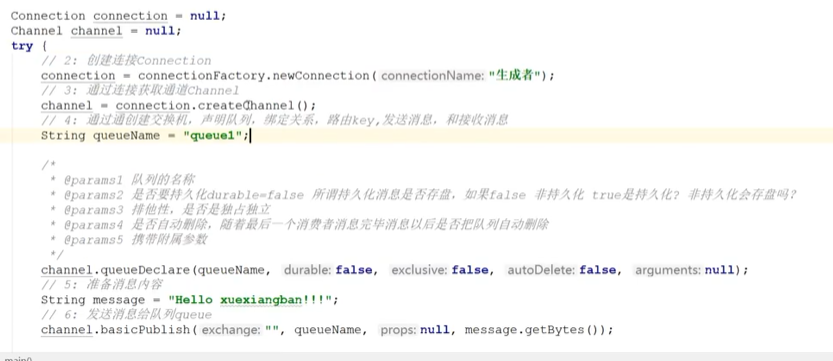 Connection connection = null;
Channel channel = null;
try {
// 2: 创建连接Connection
connection = connectionFactory.newConnection( connectionName: "生成者");
// 3: 通过连接获取通道Channel
channel = connection.createChannel();
// 4: 通过通创建交换机，声明队列，绑定关系，路由key,发送消息，和接收消息
String queueName = "queue1";
/*
* @params1 队列的名称
* @params2 是否要持久化durable=false 所谓持久化消息是否存盘，如果false 非持久化 true是持久化? 非持久化会存盘吗?
* @params3 排他性，是否是独占独立
* @params4 是否自动删除，随着最后一个消费者消息完毕消息以后是否把队列自动删除
* @params5 携带附属参数
*/
channel.queueDeclare(queueName, durable: false, exclusive: false, autoDelete: false, arguments: null);
// 5: 准备消息内容
String message = "Hello xuexiangban!!!";
// 6: 发送消息给队列queue
channel.basicPublish( exchange: "", queueName, props: null, message.getBytes());
main()